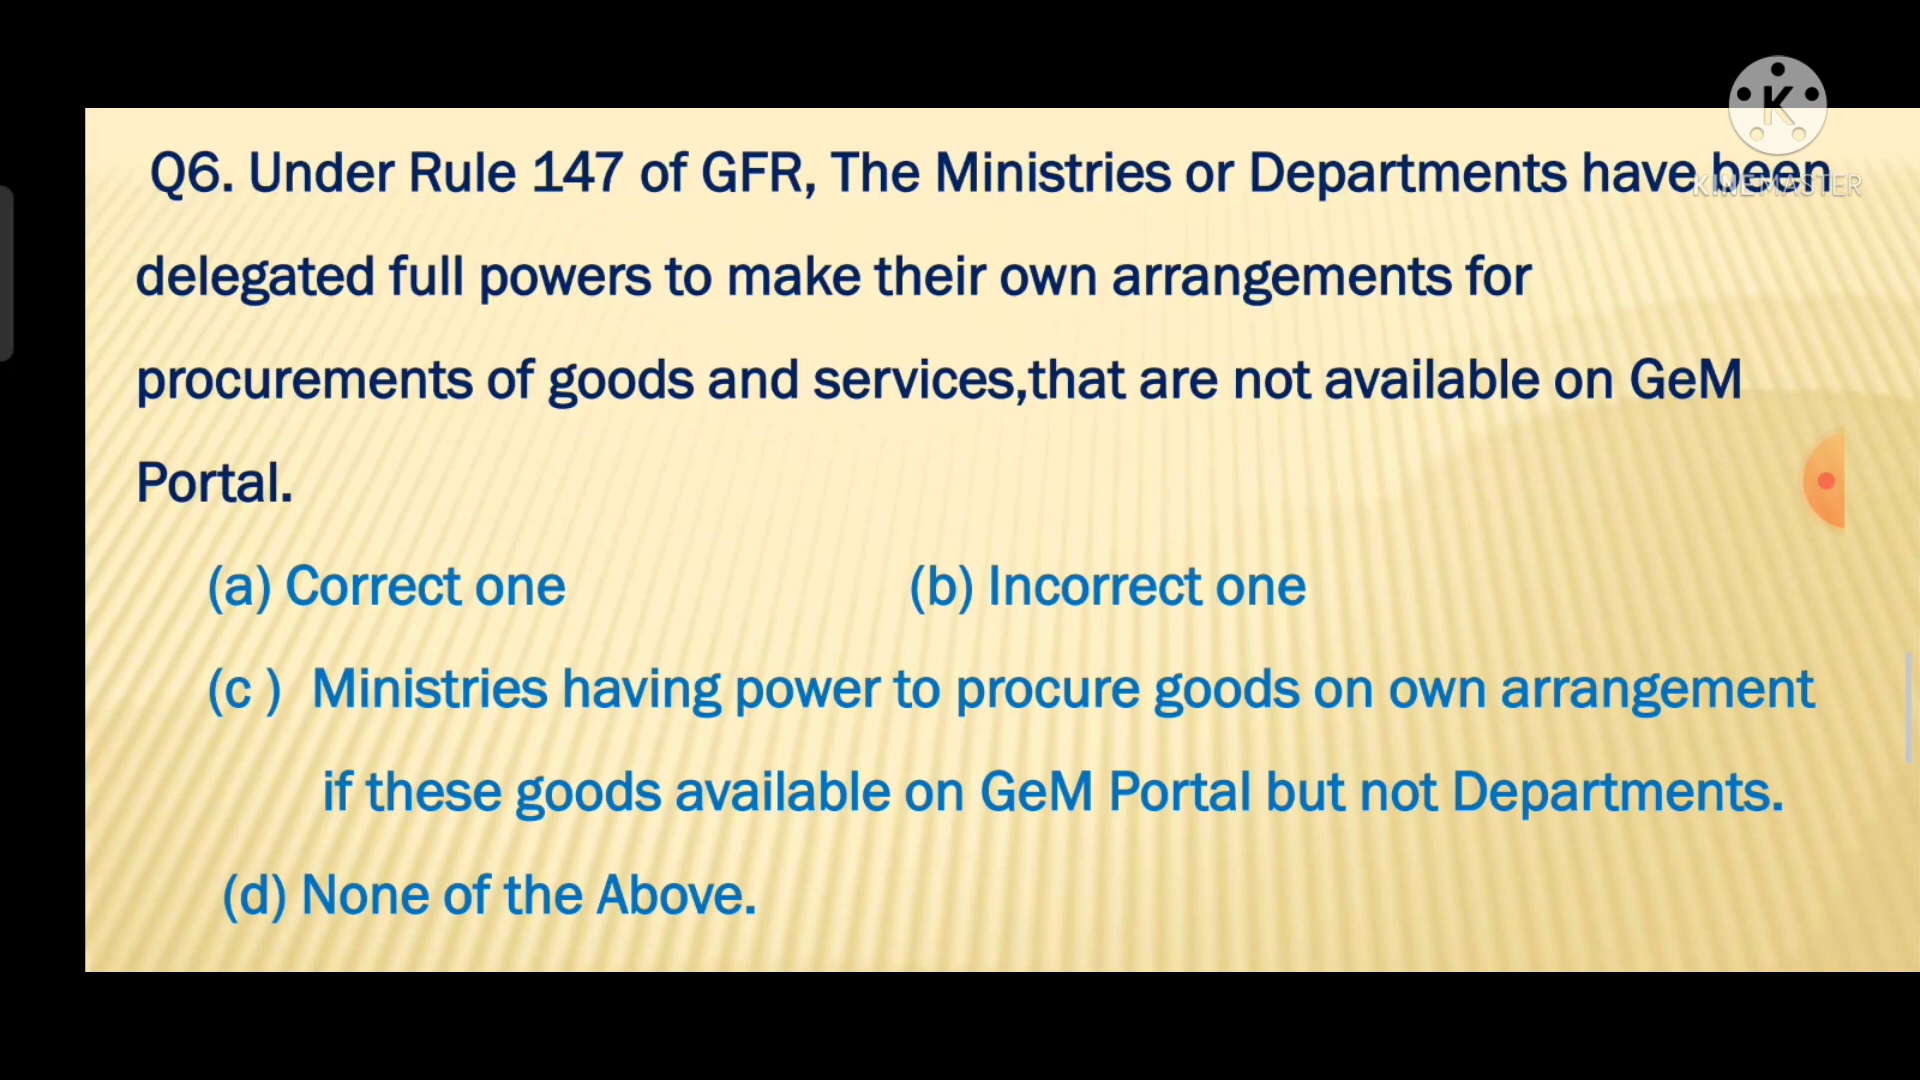 K
KINEMASTER
Q6. Under Rule 147 of GFR, The Ministries or Departments have been
delegated full powers to make their own arrangements for
procurements of goods and services,that are not available on GeM
Portal.
(a) Correct one (b) Incorrect one
(c ) Ministries having power to procure goods on own arrangement
if these goods available on GeM Portal but not Departments.
(d) None of the Above.